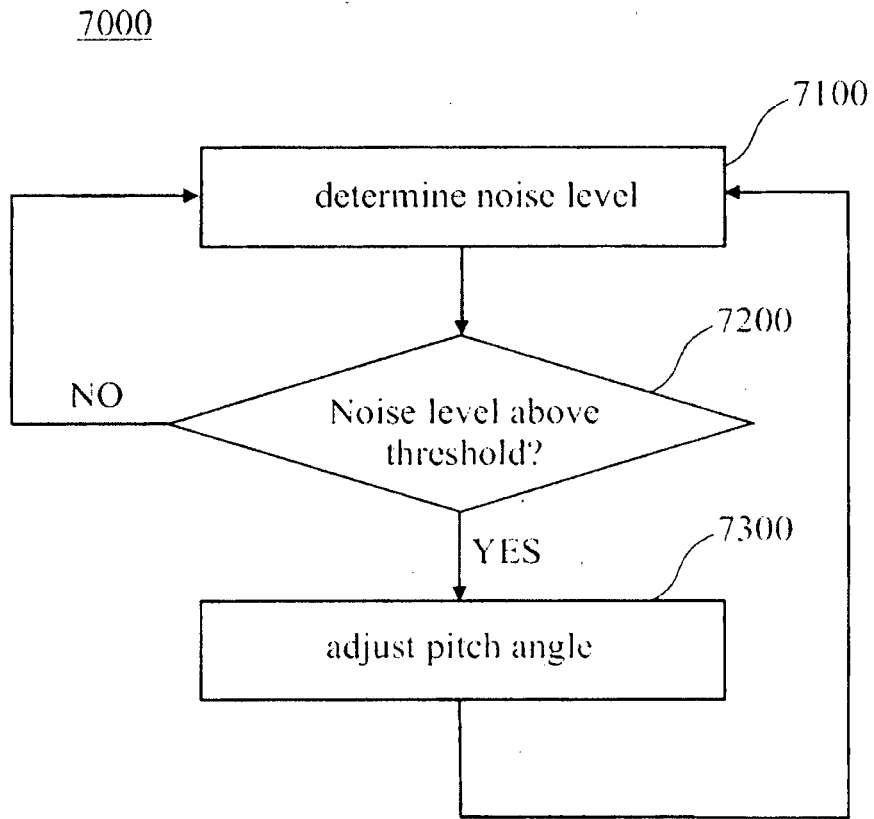 7000
7100
determine noise level
7200
NO
Noise level above
threshold?
YES
7300
adjust pitch angle